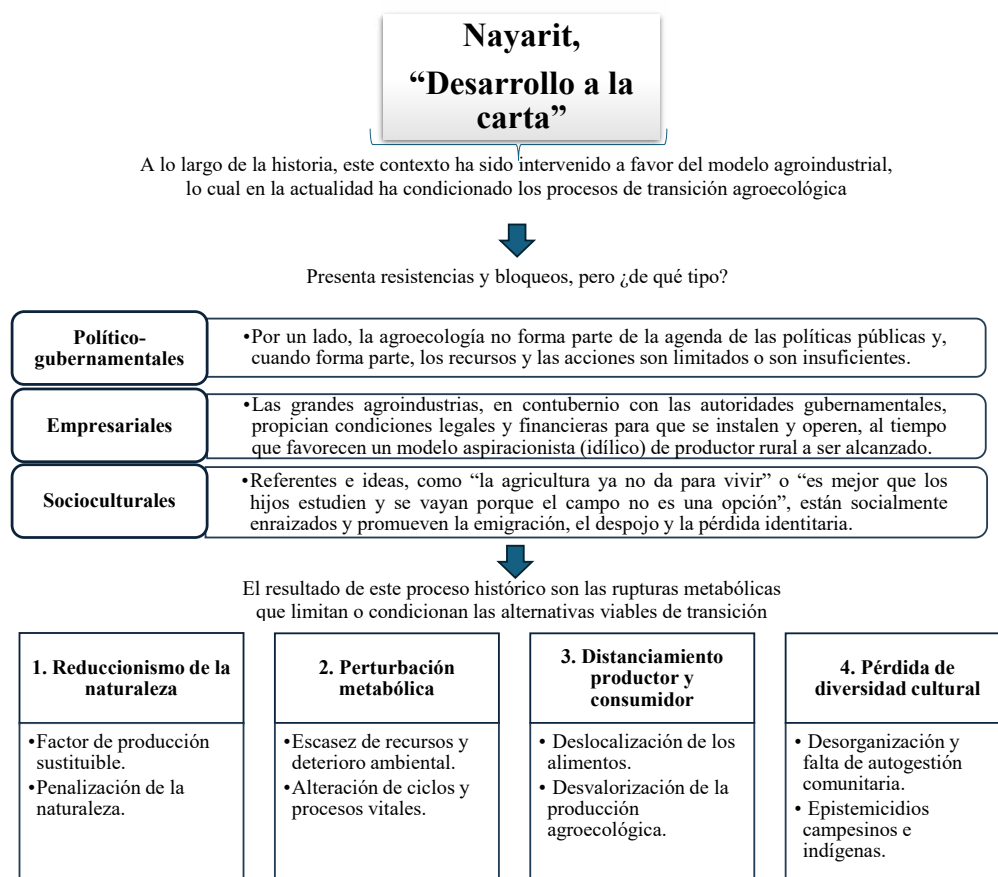 Nayarit,
“Desarrollo a la
carta”
A lo largo de la historia, este contexto ha sido intervenido a favor del modelo agroindustrial,
lo cual en la actualidad ha condicionado los procesos de transición agroecológica
Presenta resistencias y bloqueos, pero ¿de qué tipo?
Político-
gubernamentales
•Por un lado, la agroecología no forma parte de la agenda de las políticas públicas y,
cuando forma parte, los recursos y las acciones son limitados o son insuficientes.
Empresariales
•Las grandes agroindustrias, en contubernio con las autoridades gubernamentales,
propician condiciones legales y financieras para que se instalen y operen, al tiempo
que favorecen un modelo aspiracionista (idílico) de productor rural a ser alcanzado.
Socioculturales
•Referentes e ideas, como “la agricultura ya no da para vivir” o “es mejor que los
hijos estudien y se vayan porque el campo no es una opción”, están socialmente
enraizados y promueven la emigración, el despojo y la pérdida identitaria.
El resultado de este proceso histórico son las rupturas metabólicas
que limitan o condicionan las alternativas viables de transición
1. Reduccionismo de la
naturaleza
•Factor de producción
sustituible.
•Penalización de la
naturaleza.
2. Perturbación
metabólica
•Escasez de recursos y
deterioro ambiental.
•Alteración de ciclos y
procesos vitales.
3. Distanciamiento
productor y
consumidor
• Deslocalización de los
alimentos.
• Desvalorización de la
producción
agroecológica.
4. Pérdida de
diversidad cultural
• Desorganización y
falta de autogestión
comunitaria.
• Epistemicidios
campesinos e
indígenas.